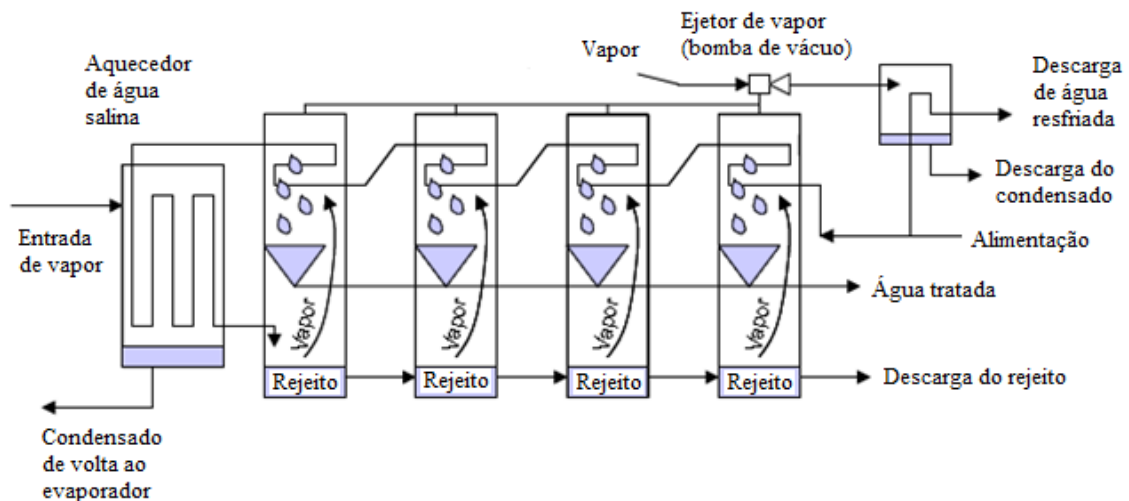 Ejetor de vapor
(bomba de vácuo)
Vapor
Aquecedor
de água
salina
Descarga
de água
resfriada
Descarga do
condensado
Entrada
de vapor
Alimentação
Água tratada
Vapor
Vapor
Vapor
Vapor
Rejeito
Rejeito
Rejeito
Rejeito
Descarga do rejeito
Condensado
de volta ao
evaporador